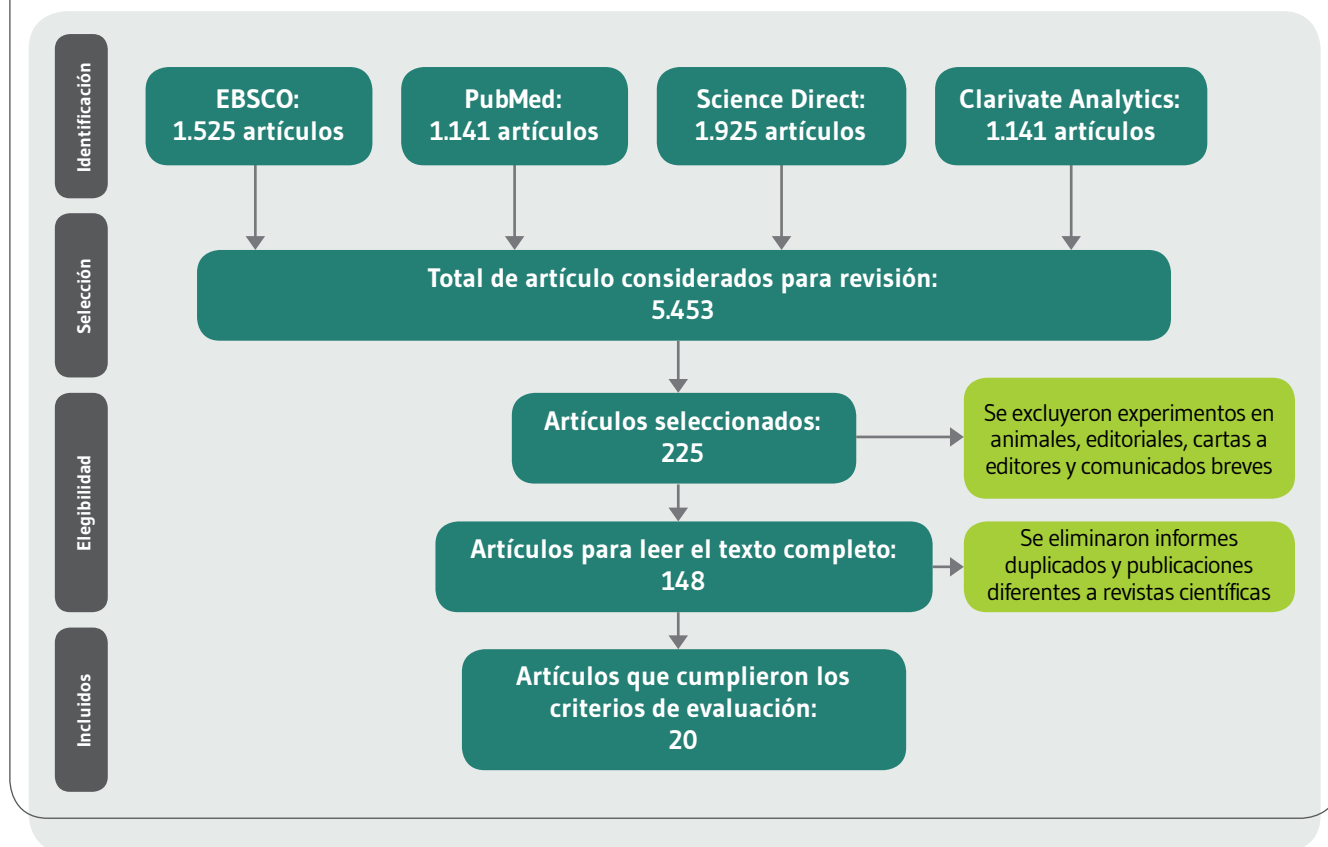 Identificación
EBSCO:
1.525 artículos
PubMed:
1.141 artículos
Science Direct:
1.925 artículos
Clarivate Analytics:
1.141 artículos
Selección
Total de artículo considerados para revisión:
5.453
Elegibilidad
Artículos seleccionados:
225
Se excluyeron experimentos en
animales, editoriales, cartas a
editores y comunicados breves
Artículos para leer el texto completo:
148
Se eliminaron informes
duplicados y publicaciones
diferentes a revistas científicas
Incluidos
Artículos que cumplieron los
criterios de evaluación:
20